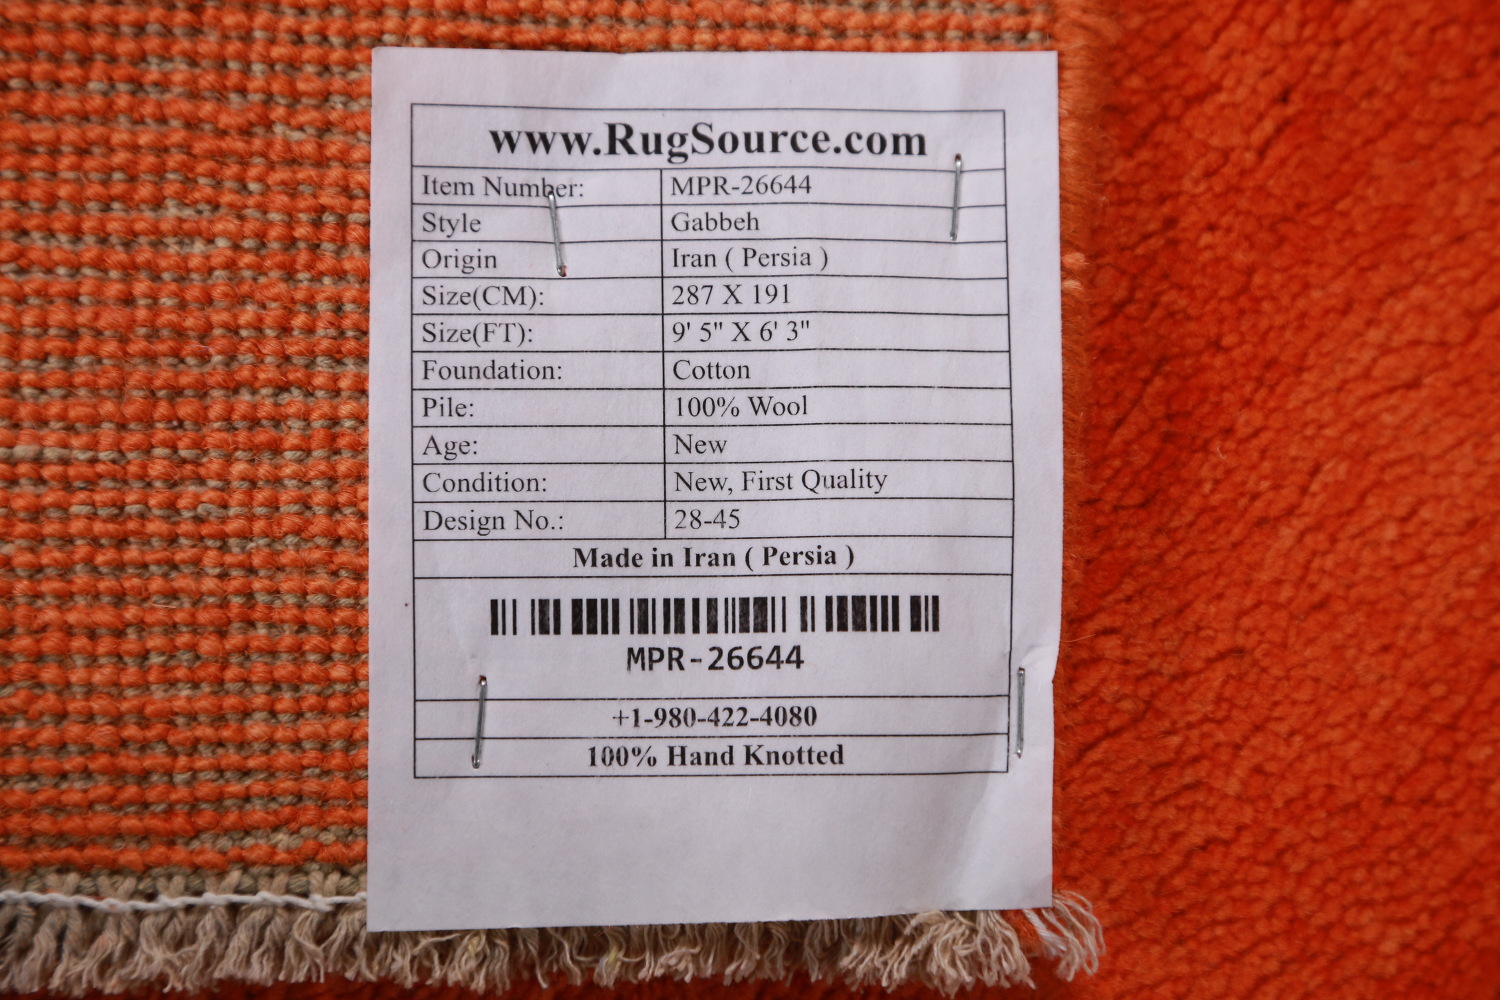 www.RugSource.com
Item Number: MPR-26644
Style Gabbeh
Origin Iran ( Persia )
Size(CM): 287 X 191
Size(FT): 9' 5" X 6' 3"
Foundation: Cotton
Pile: 100% Wool
Age: New
Condition: New, First Quality
Design No.: 28-45
Made in Iran ( Persia )
MPR-26644
+1-980-422-4080
100% Hand Knotted